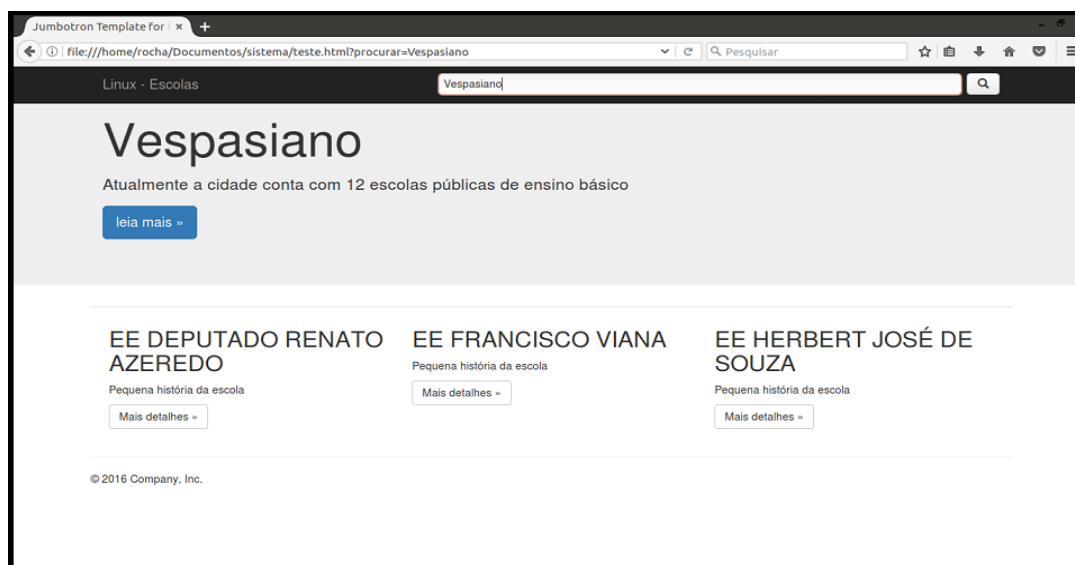 Jumbotron Template for
file:///home/rocha/Documentos/sistema/teste.html?procurar=Vespasiano
Pesquisar
Linux - Escolas
Vespasiano
Vespasiano
Atualmente a cidade conta com 12 escolas públicas de ensino básico
leia mais »
EE DEPUTADO RENATO
AZEREDO
Pequena história da escola
Mais detalhes »
EE FRANCISCO VIANA
Pequena história da escola
Mais detalhes »
EE HERBERT JOSÉ DE
SOUZA
Pequena história da escola
Mais detalhes »
© 2016 Company, Inc.